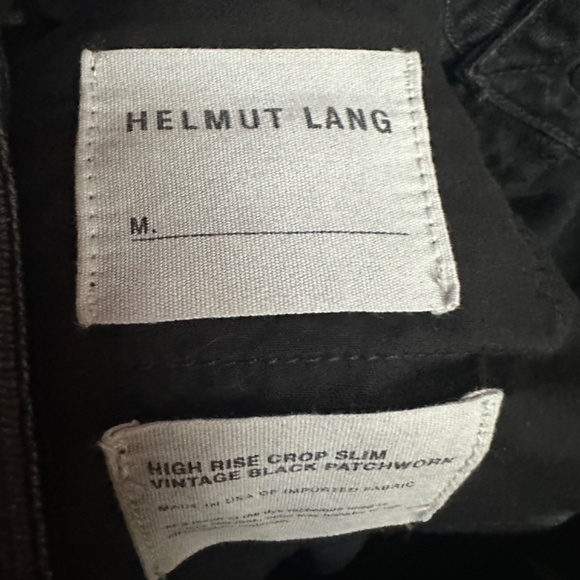 HELMUT LANG
M.
HIGH RISE CROP SLIM
VINTAGE BLACK PATCHWORK
MADE IN USA OF IMPORTED FABRIC